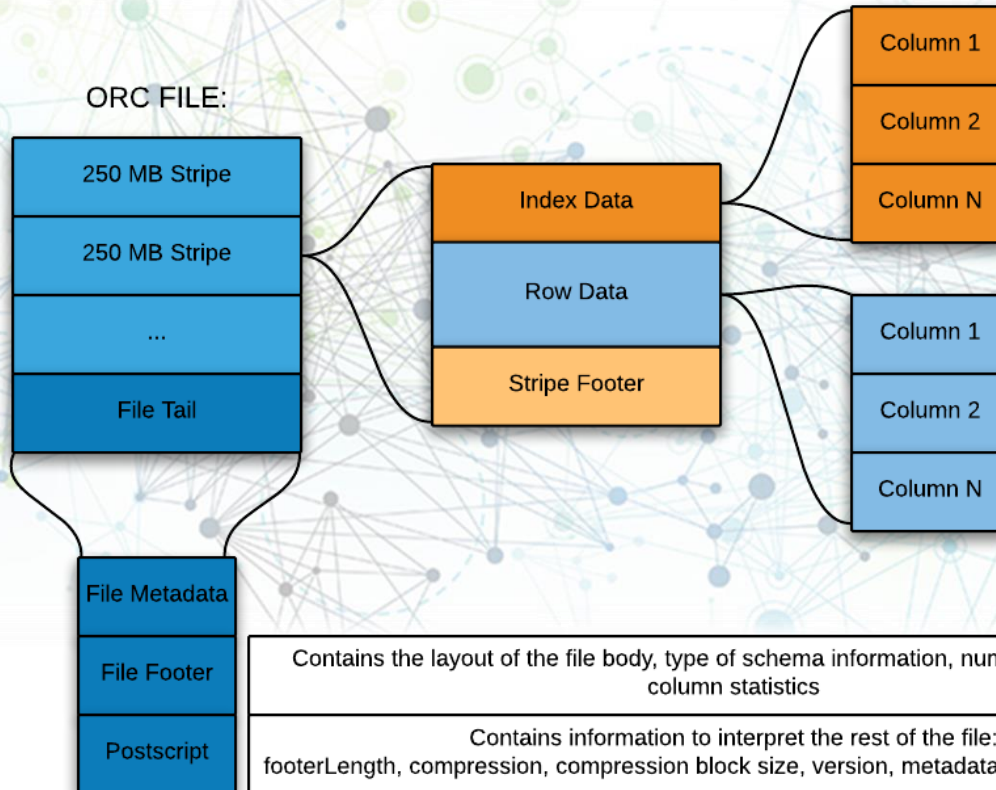 ORC FILE:
250 MB Stripe
250 MB Stripe
...
File Tail
Index Data
Row Data
Stripe Footer
Column 1
Column 2
Column N
Column 1
Column 2
Column N
File Metadata
File Footer
Postscript
Contains the layout of the file body, type of schema information,
column statistics
Contains information to interpret the rest of the file:
footerLength, compression, compression block size, version, metadata